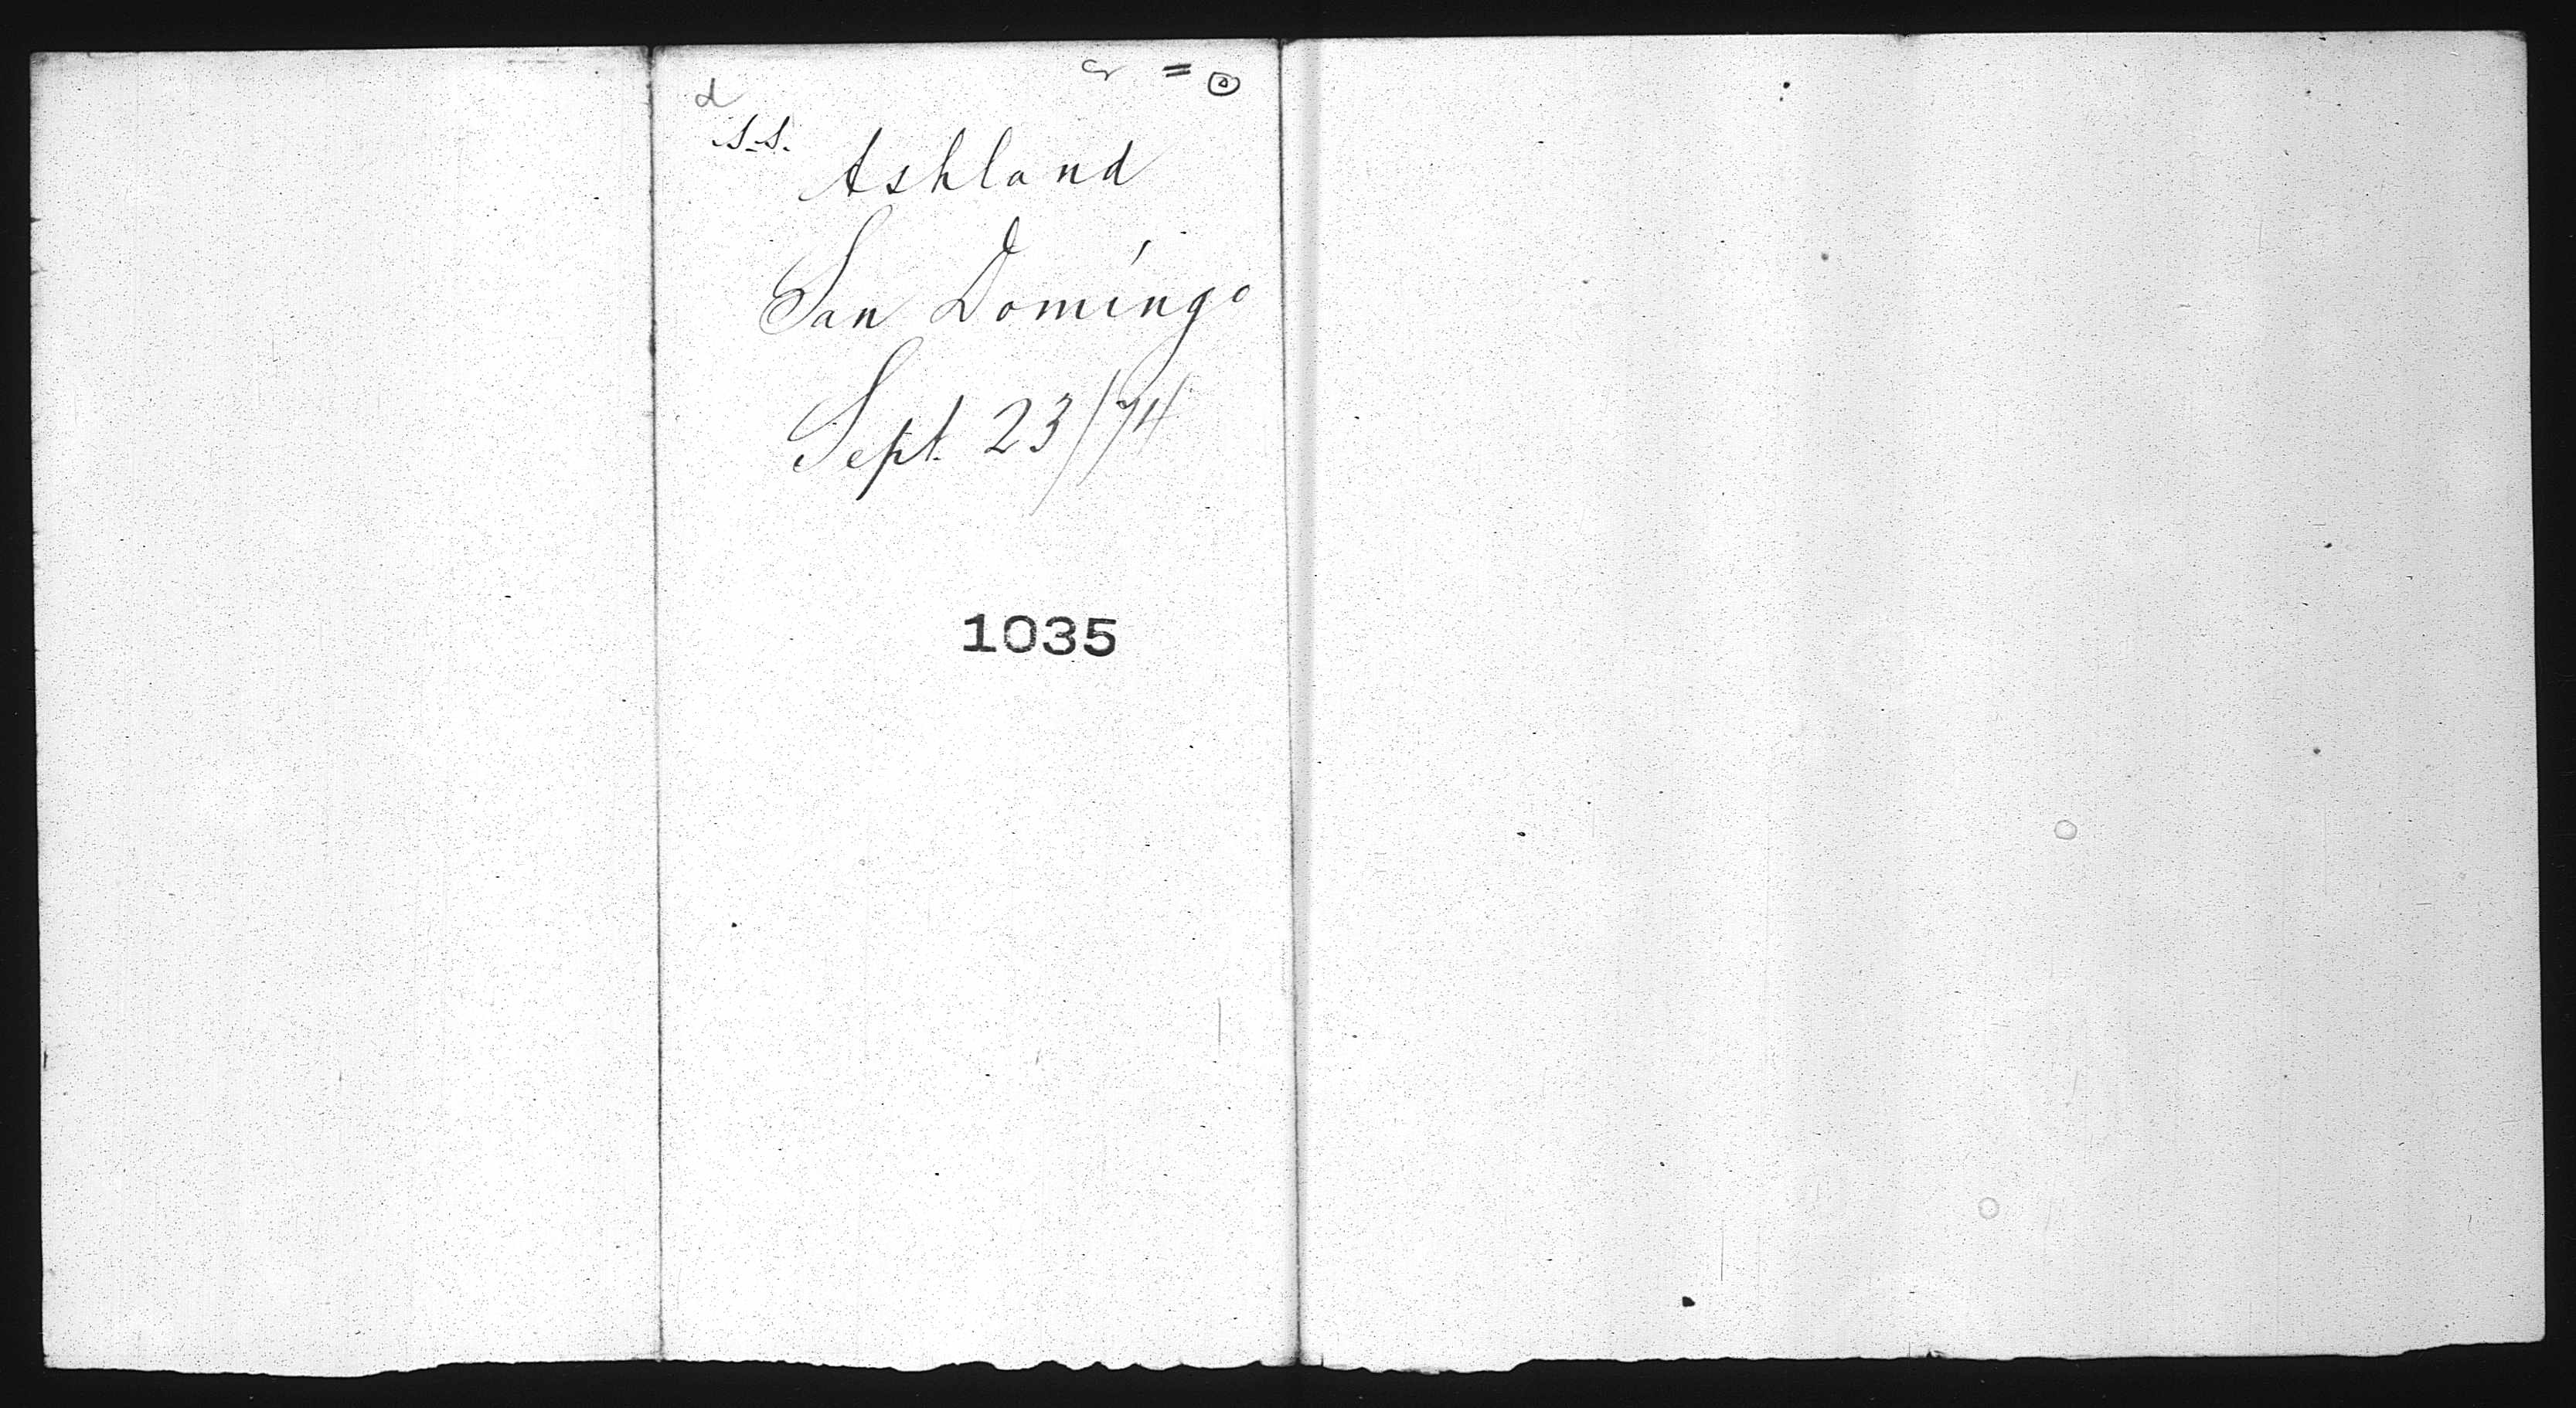 d
S.S.
Ashland
San Domingo
Sept. 23/74
1035